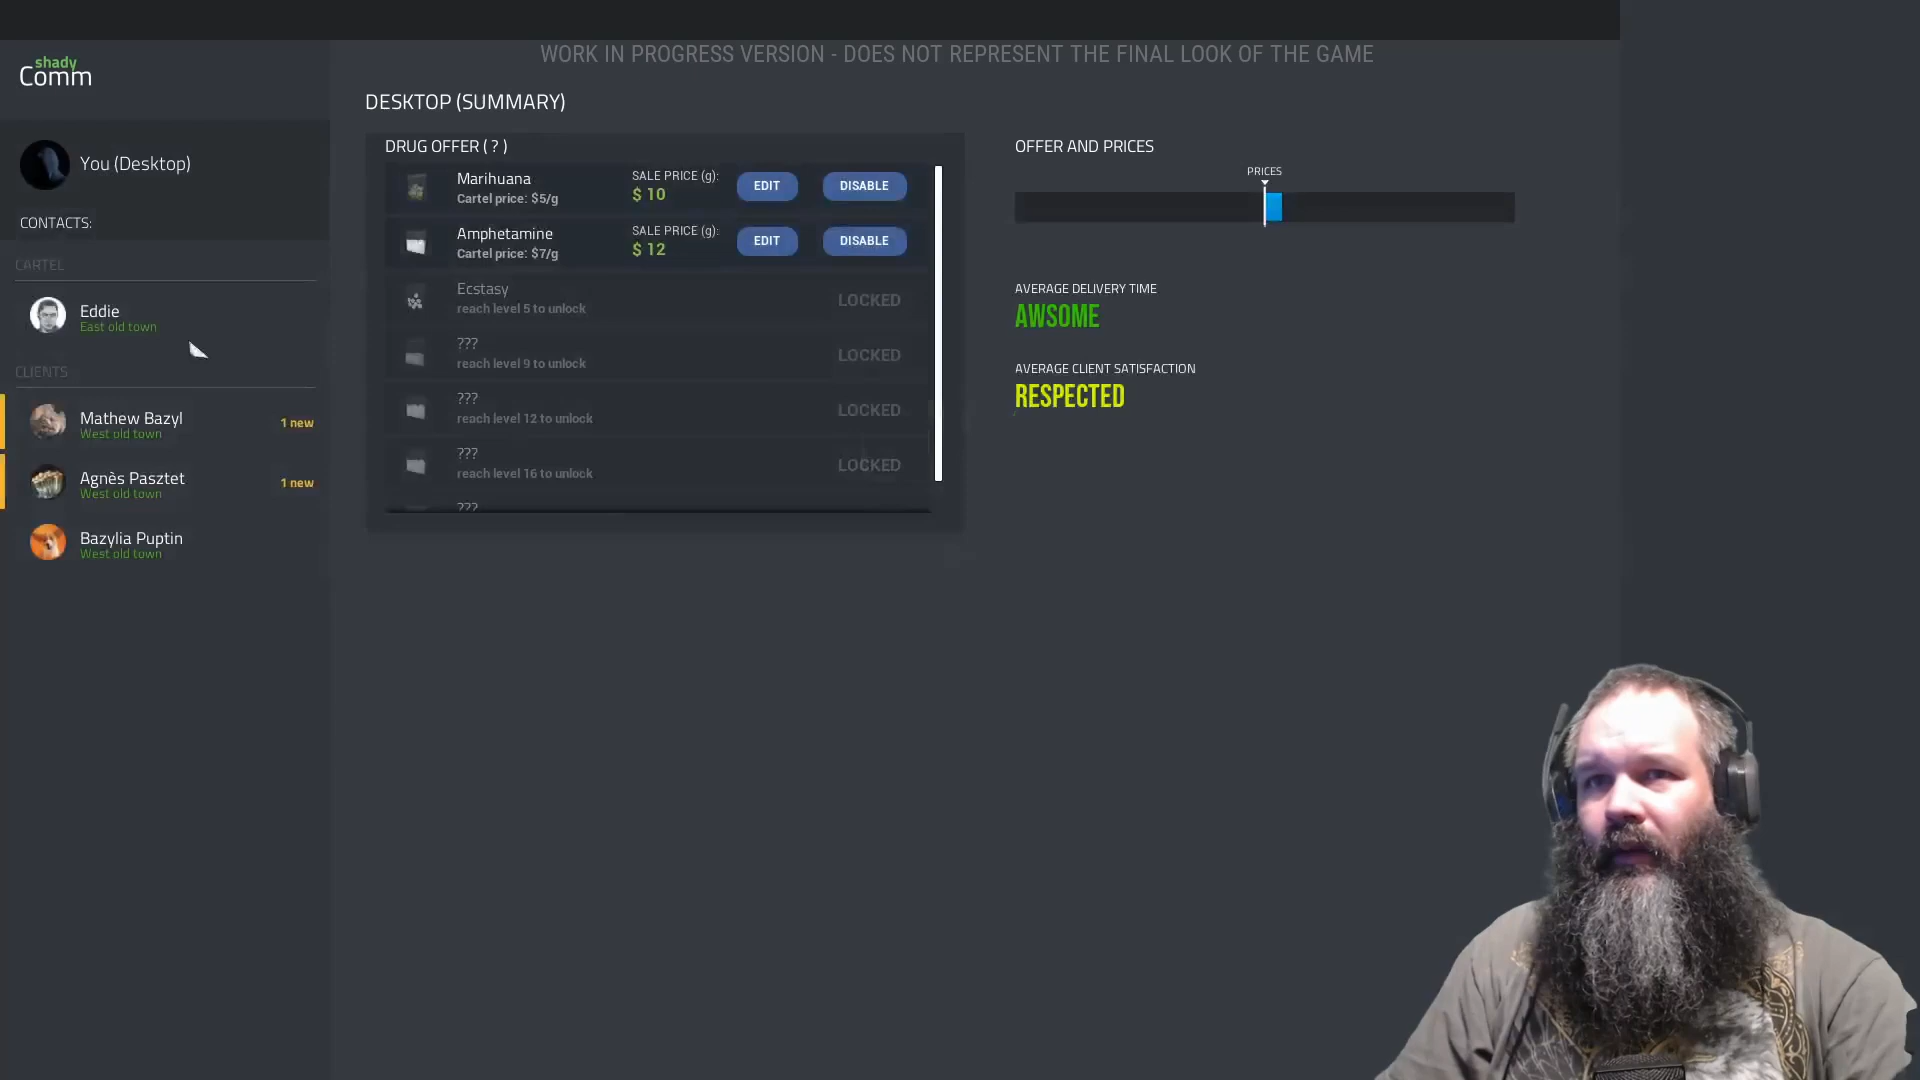 WORK IN PROGRESS VERSION - DOES NOT REPRESENT THE FINAL LOOK OF THE GAME
shady
Comm
You (Desktop)
CONTACTS:
CARTEL
Eddie
East old town
CLIENTS
Mathew Bazyl
West old town
1 new
Agnès Pasztet
West old town
1 new
Bazylia Puptin
West old town
DESKTOP (SUMMARY)
DRUG OFFER ( ? )
Marihuana
Cartel price: $5/g
SALE PRICE (g):
$ 10
EDIT
DISABLE
Amphetamine
Cartel price: $7/g
SALE PRICE (g):
$ 12
EDIT
DISABLE
Ecstasy
reach level 5 to unlock
LOCKED
???
reach level 9 to unlock
LOCKED
???
reach level 12 to unlock
LOCKED
???
reach level 16 to unlock
LOCKED
???
OFFER AND PRICES
PRICES
AVERAGE DELIVERY TIME
AWSOME
AVERAGE CLIENT SATISFACTION
RESPECTED